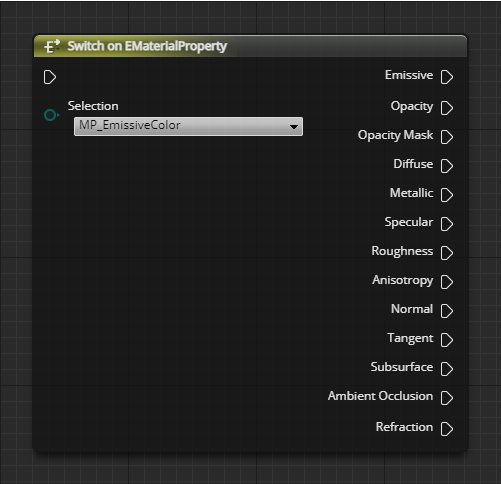 Switch on EMaterialProperty
Emissive
Selection
MP_EmissiveColor
Opacity
Opacity Mask
Diffuse
Metallic
Specular
Roughness
Anisotropy
Normal
Tangent
Subsurface
Ambient Occlusion
Refraction